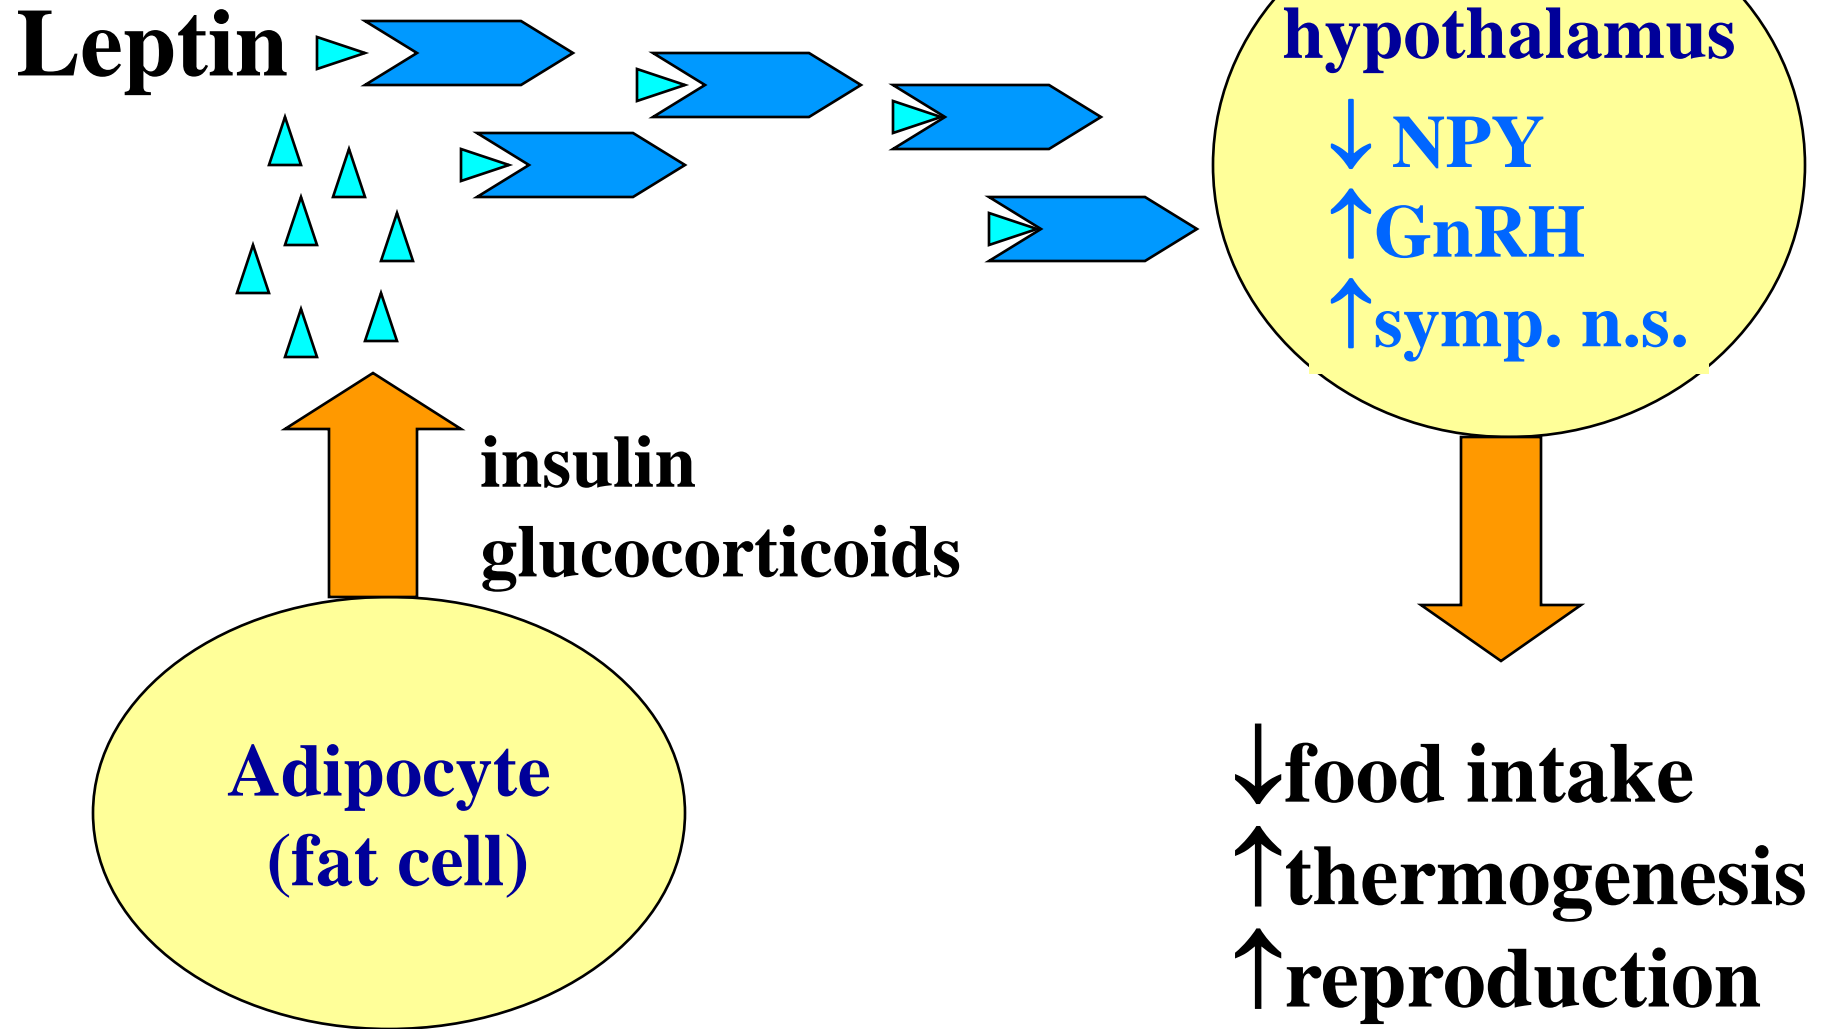 Leptin
hypothalamus
↓ NPY
↑GnRH
↑symp. n.s.
insulin
glucocorticoids
Adipocyte
(fat cell)
↓food intake
↑thermogenesis
↑reproduction